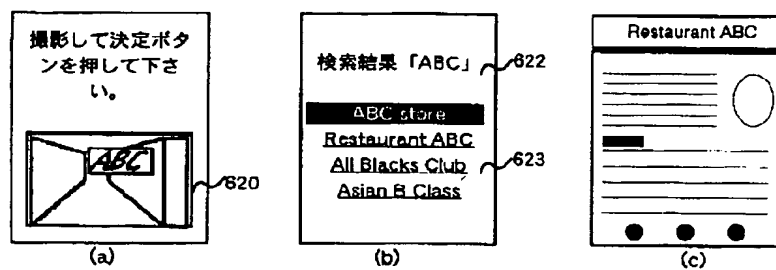 撮影して決定ボタ
ンを押して下さ
い。
ABC
620
(a)
検索結果「ABC」
622
ABC store
Restaurant ABC
All Blacks Club
Asian B Class
623
(b)
Restaurant ABC
(c)